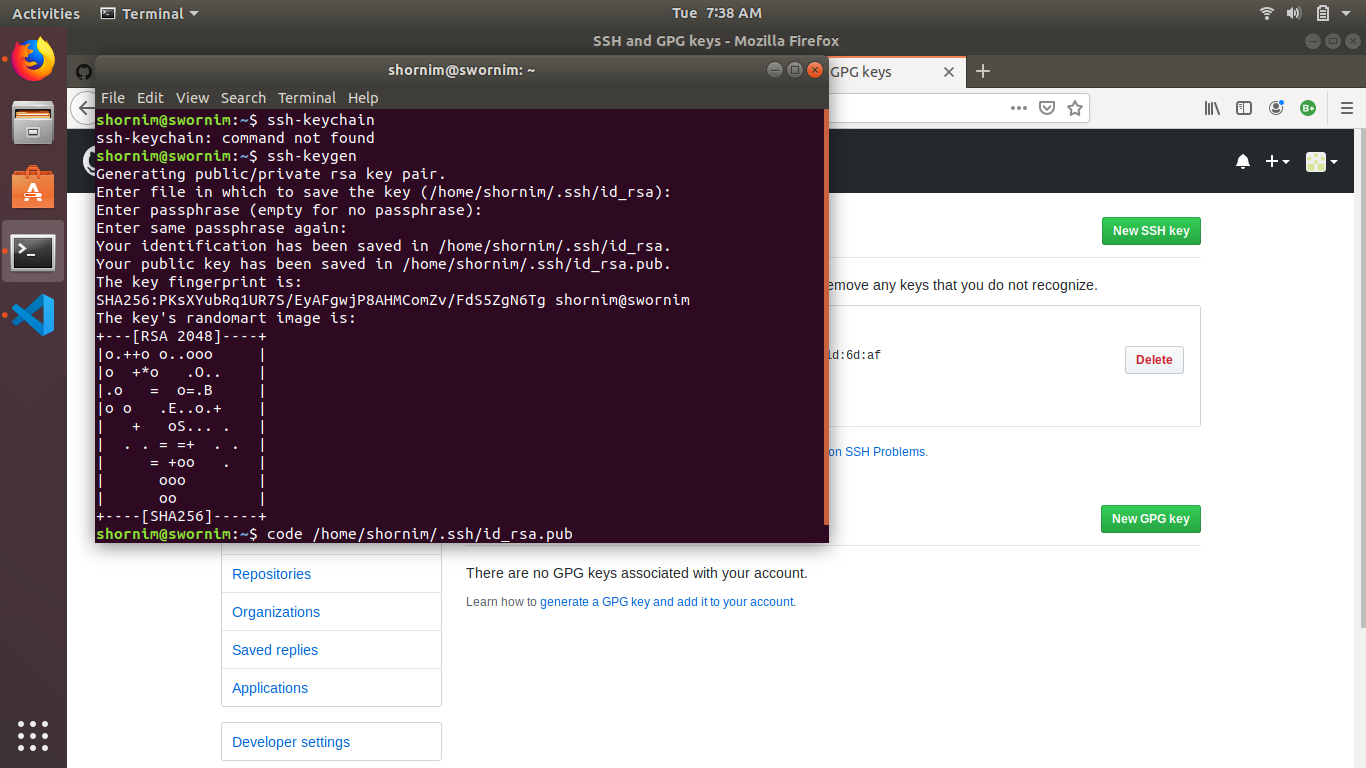 Activities Terminal Tue 7:38 AM
SSH and GPG keys - Mozilla Firefox
shornim@swornim: ~
GPG keys
File Edit View Search Terminal Help
B+
shornim@swornim:~$ ssh-keychain
ssh-keychain: command not found
shornim@swornim:~$ ssh-keygen
Generating public/private rsa key pair.
Enter file in which to save the key (/home/shornim/.ssh/id_rsa):
Enter passphrase (empty for no passphrase):
Enter same passphrase again:
Your identification has been saved in /home/shornim/.ssh/id_rsa.
Your public key has been saved in /home/shornim/.ssh/id_rsa.pub.
The key fingerprint is:
SHA256:PKsXYubRq1UR7S/EyAFgwjP8AHMComZv/FdS5ZgN6Tg shornim@swornim
The key's randomart image is:
+---[RSA 2048]----+
|o.++o o..ooo     |
|o  +*o   .O..    |
|.o   =  o=.B     |
|o o   .E..o.+    |
|   +   oS... .   |
|  . . = =+  . .  |
|     = +oo   .   |
|      ooo        |
|      oo         |
+----[SHA256]-----+
shornim@swornim:~$ code /home/shornim/.ssh/id_rsa.pub
New SSH key
emove any keys that you do not recognize.
ld:6d:af
Delete
on SSH Problems.
New GPG key
There are no GPG keys associated with your account.
Learn how to generate a GPG key and add it to your account.
Repositories
Organizations
Saved replies
Applications
Developer settings